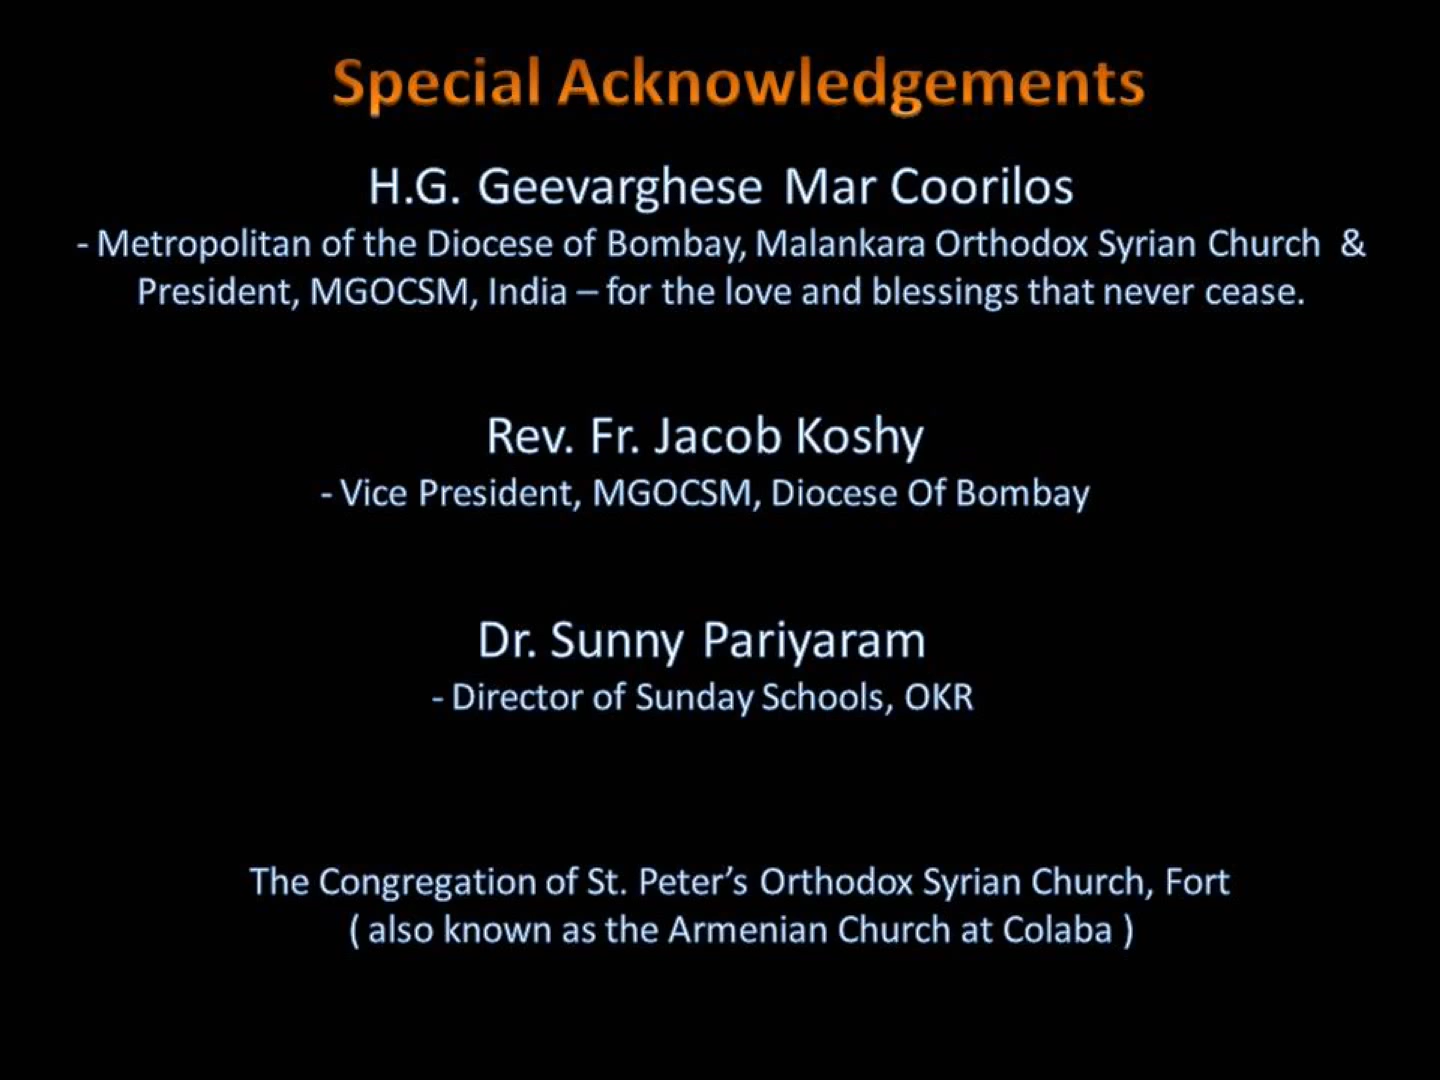 Special Acknowledgements
H.G. Geevarghese Mar Coorilos
- Metropolitan of the Diocese of Bombay, Malankara Orthodox Syrian Church &
President, MGOCSM, India – for the love and blessings that never cease.
Rev. Fr. Jacob Koshy
- Vice President, MGOCSM, Diocese Of Bombay
Dr. Sunny Pariyaram
- Director of Sunday Schools, OKR
The Congregation of St. Peter’s Orthodox Syrian Church, Fort
( also known as the Armenian Church at Colaba )